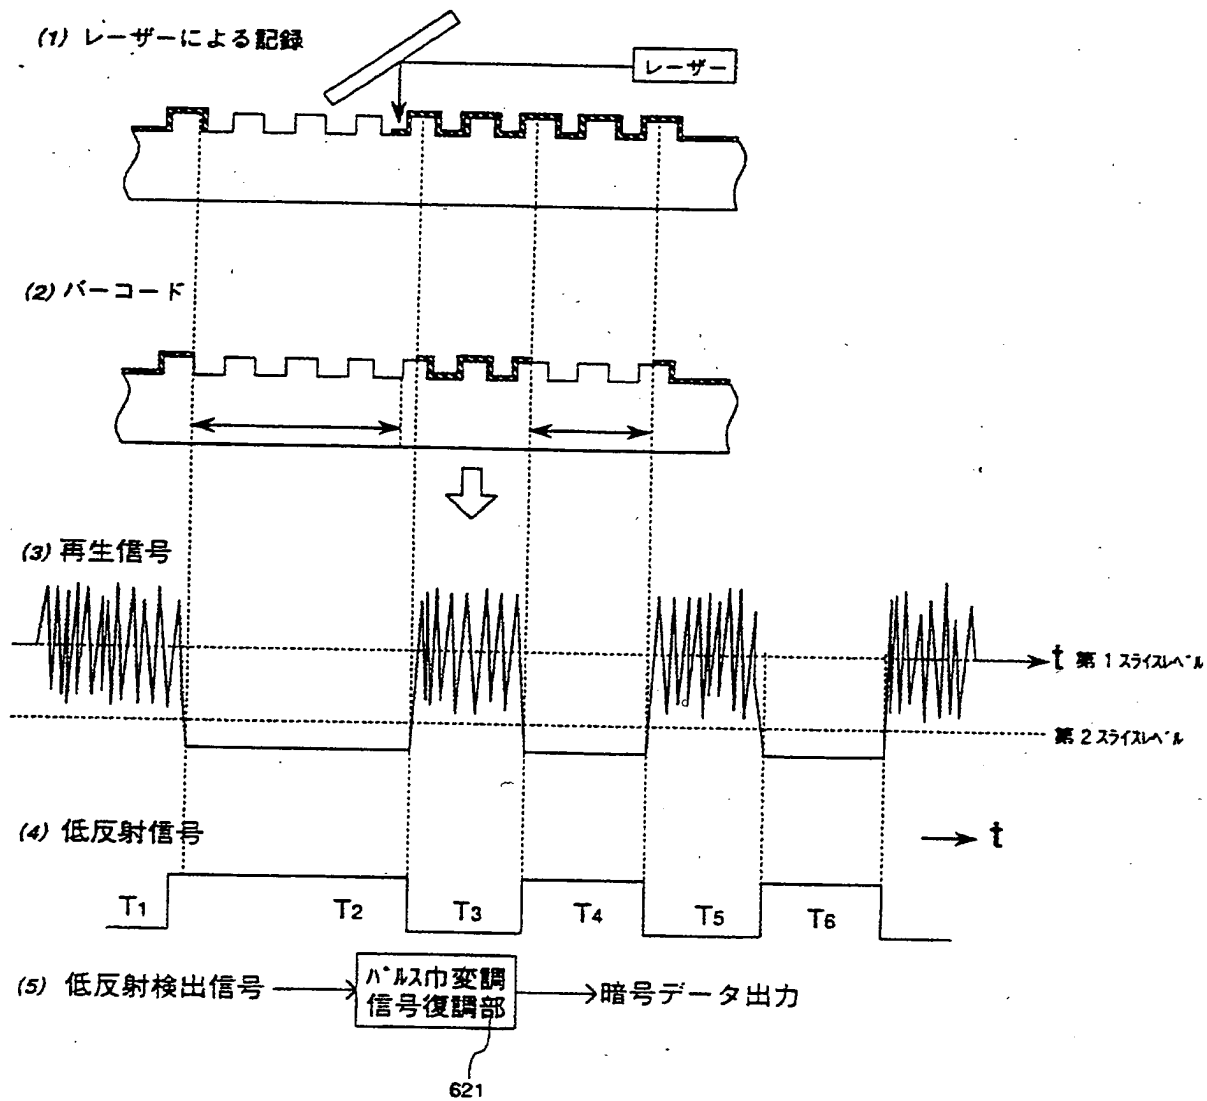 (1) レーザーによる記録
レーザー
(2) バーコード
(3) 再生信号
t 第1スライスレベル
第2スライスレベル
(4) 低反射信号
t
T1 T2 T3 T4 T5 T6
(5) 低反射検出信号
パルス巾変調
信号復調部
暗号データ出力
621